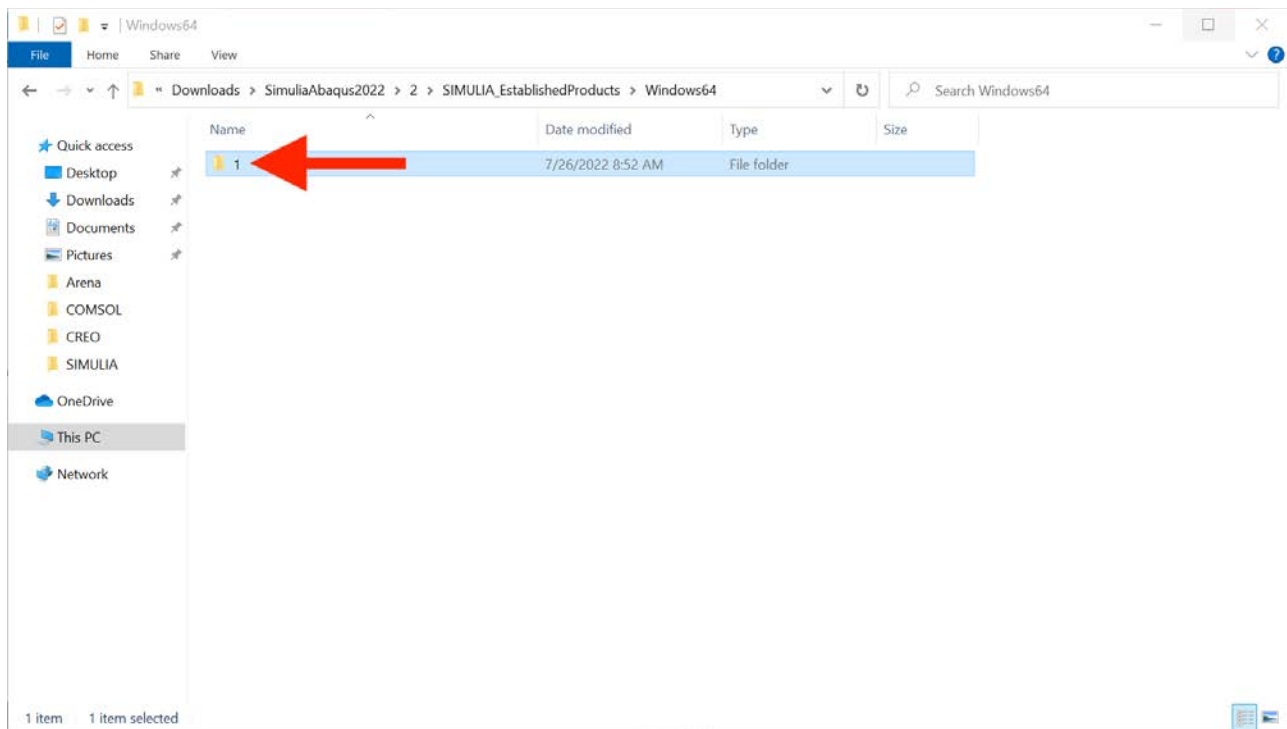 Windows64
File Home Share View
« Downloads > SimuliaAbaqus2022 > 2 > SIMULIA_EstablishedProducts > Windows64
Search Windows64
Name Date modified Type Size
Quick access
Desktop
Downloads
Documents
Pictures
Arena
COMSOL
CREO
SIMULIA
OneDrive
This PC
Network
1 7/26/2022 8:52 AM File folder
1 item 1 item selected